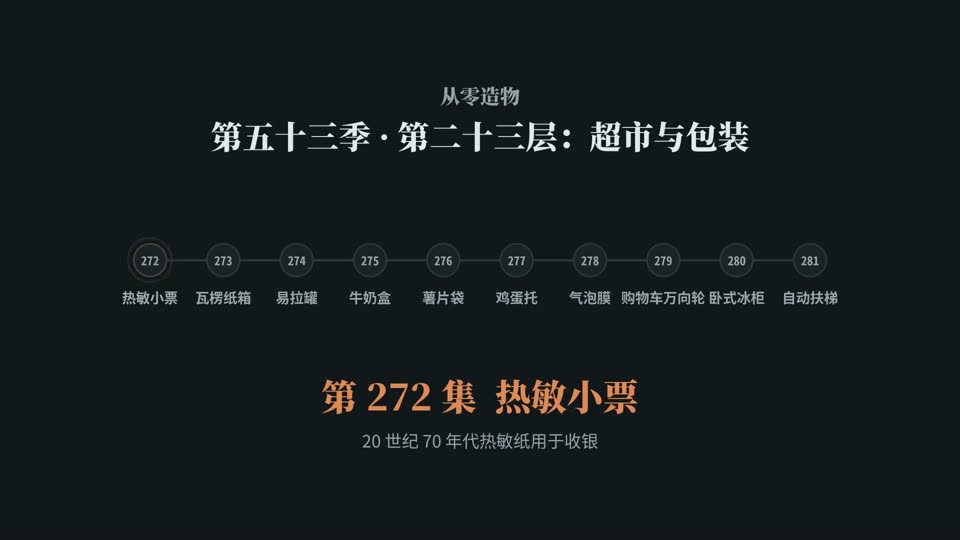 从零造物
第五十三季·第二十三层：超市与包装
272 273 274 275 276 277 278 279 280 281
热敏小票 瓦楞纸箱 易拉罐 牛奶盒 薯片袋 鸡蛋托 气泡膜 购物车万向轮 卧式冰柜 自动扶梯
第 272 集 热敏小票
20 世纪 70 年代热敏纸用于收银